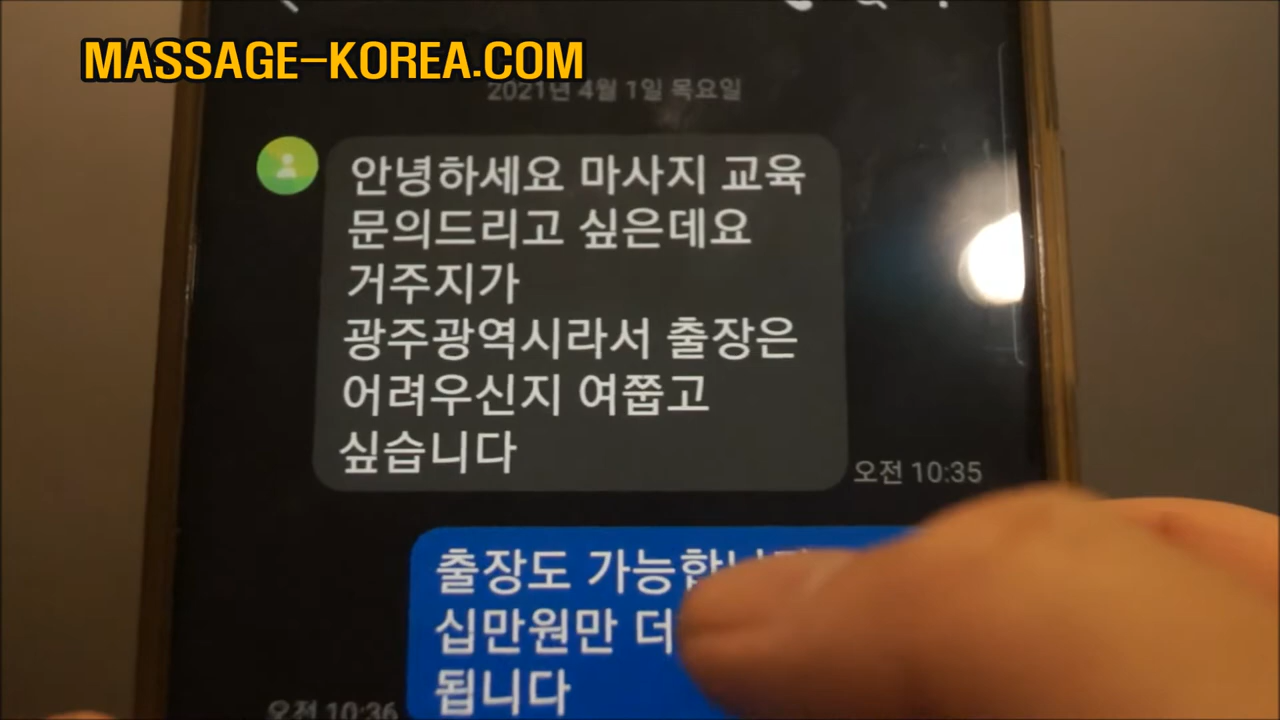 MASSAGE-KOREA.COM
2021년 4월 1일 목요일
안녕하세요 마사지 교육
문의드리고 싶은데요
거주지가
광주광역시라서 출장은
어려우신지 여쭙고
싶습니다
오전 10:35
출장도
십만원만 더
됩니다
오전 10:36